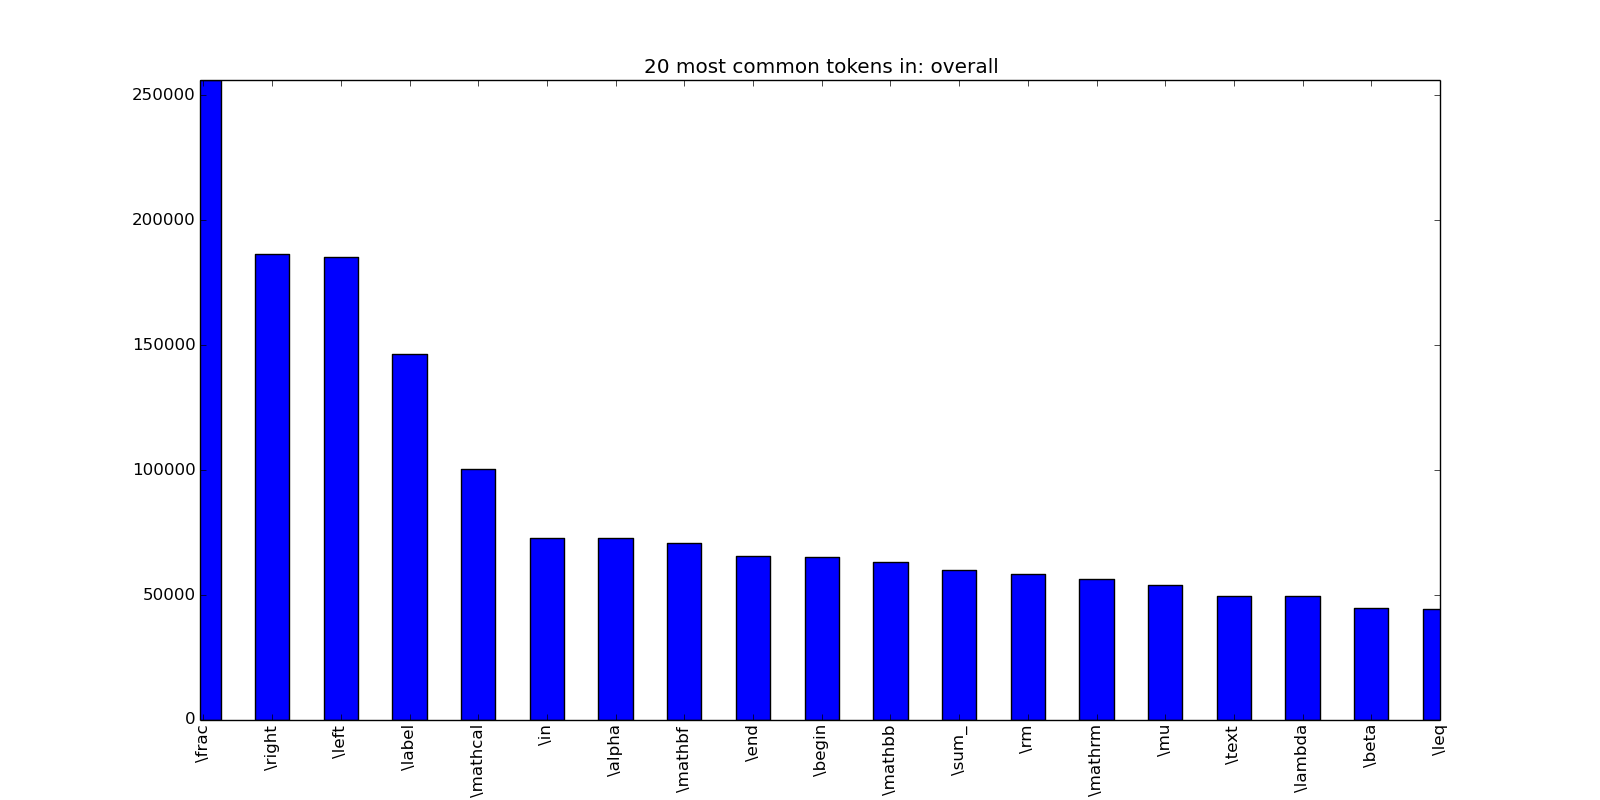 20 most common tokens in: overall
250000
200000
150000
100000
50000
0
\frac
\right
\left
\label
\mathcal
\in
\alpha
\mathbf
\end
\begin
\mathbb
\sum_
\rm
\mathrm
\mu
\text
\lambda
\beta
\leq